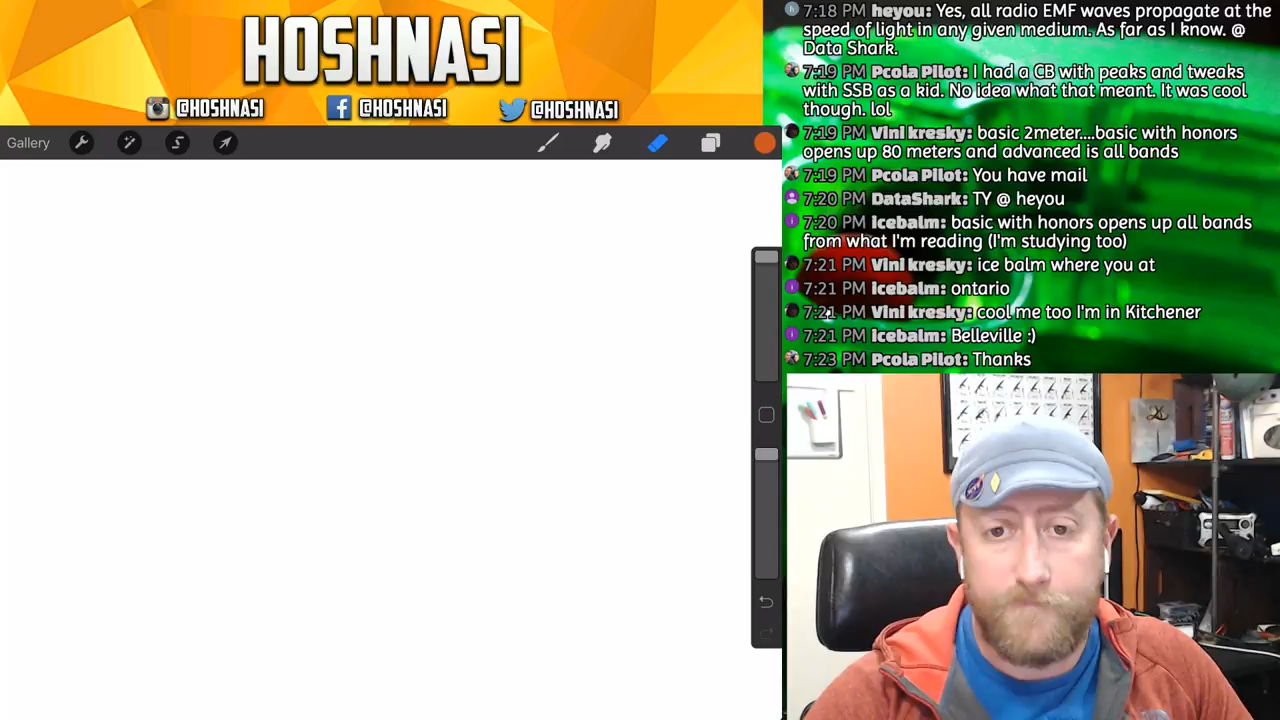 HOSHNASI
@HOSHNASI
@HOSHNASI
@HOSHNASI
Gallery
7:18 PM heyou: Yes, all radio EMF waves propagate at the
speed of light in any given medium. As far as I know. @
Data Shark.
7:19 PM Pcola Pilot: I had a CB with peaks and tweaks
with SSB as a kid. No idea what that meant. It was cool
though. lol
7:19 PM Vini kresky: basic 2meter....basic with honors
opens up 80 meters and advanced is all bands
7:19 PM Pcola Pilot: You have mail
7:20 PM DataShark: TY @ heyou
7:20 PM icebalm: basic with honors opens up all bands
from what I'm reading (I'm studying too)
7:21 PM Vini kresky: ice balm where you at
7:21 PM icebalm: ontario
7:21 PM Vini kresky: cool me too I'm in Kitchener
7:21 PM icebalm: Belleville :)
7:23 PM Pcola Pilot: Thanks